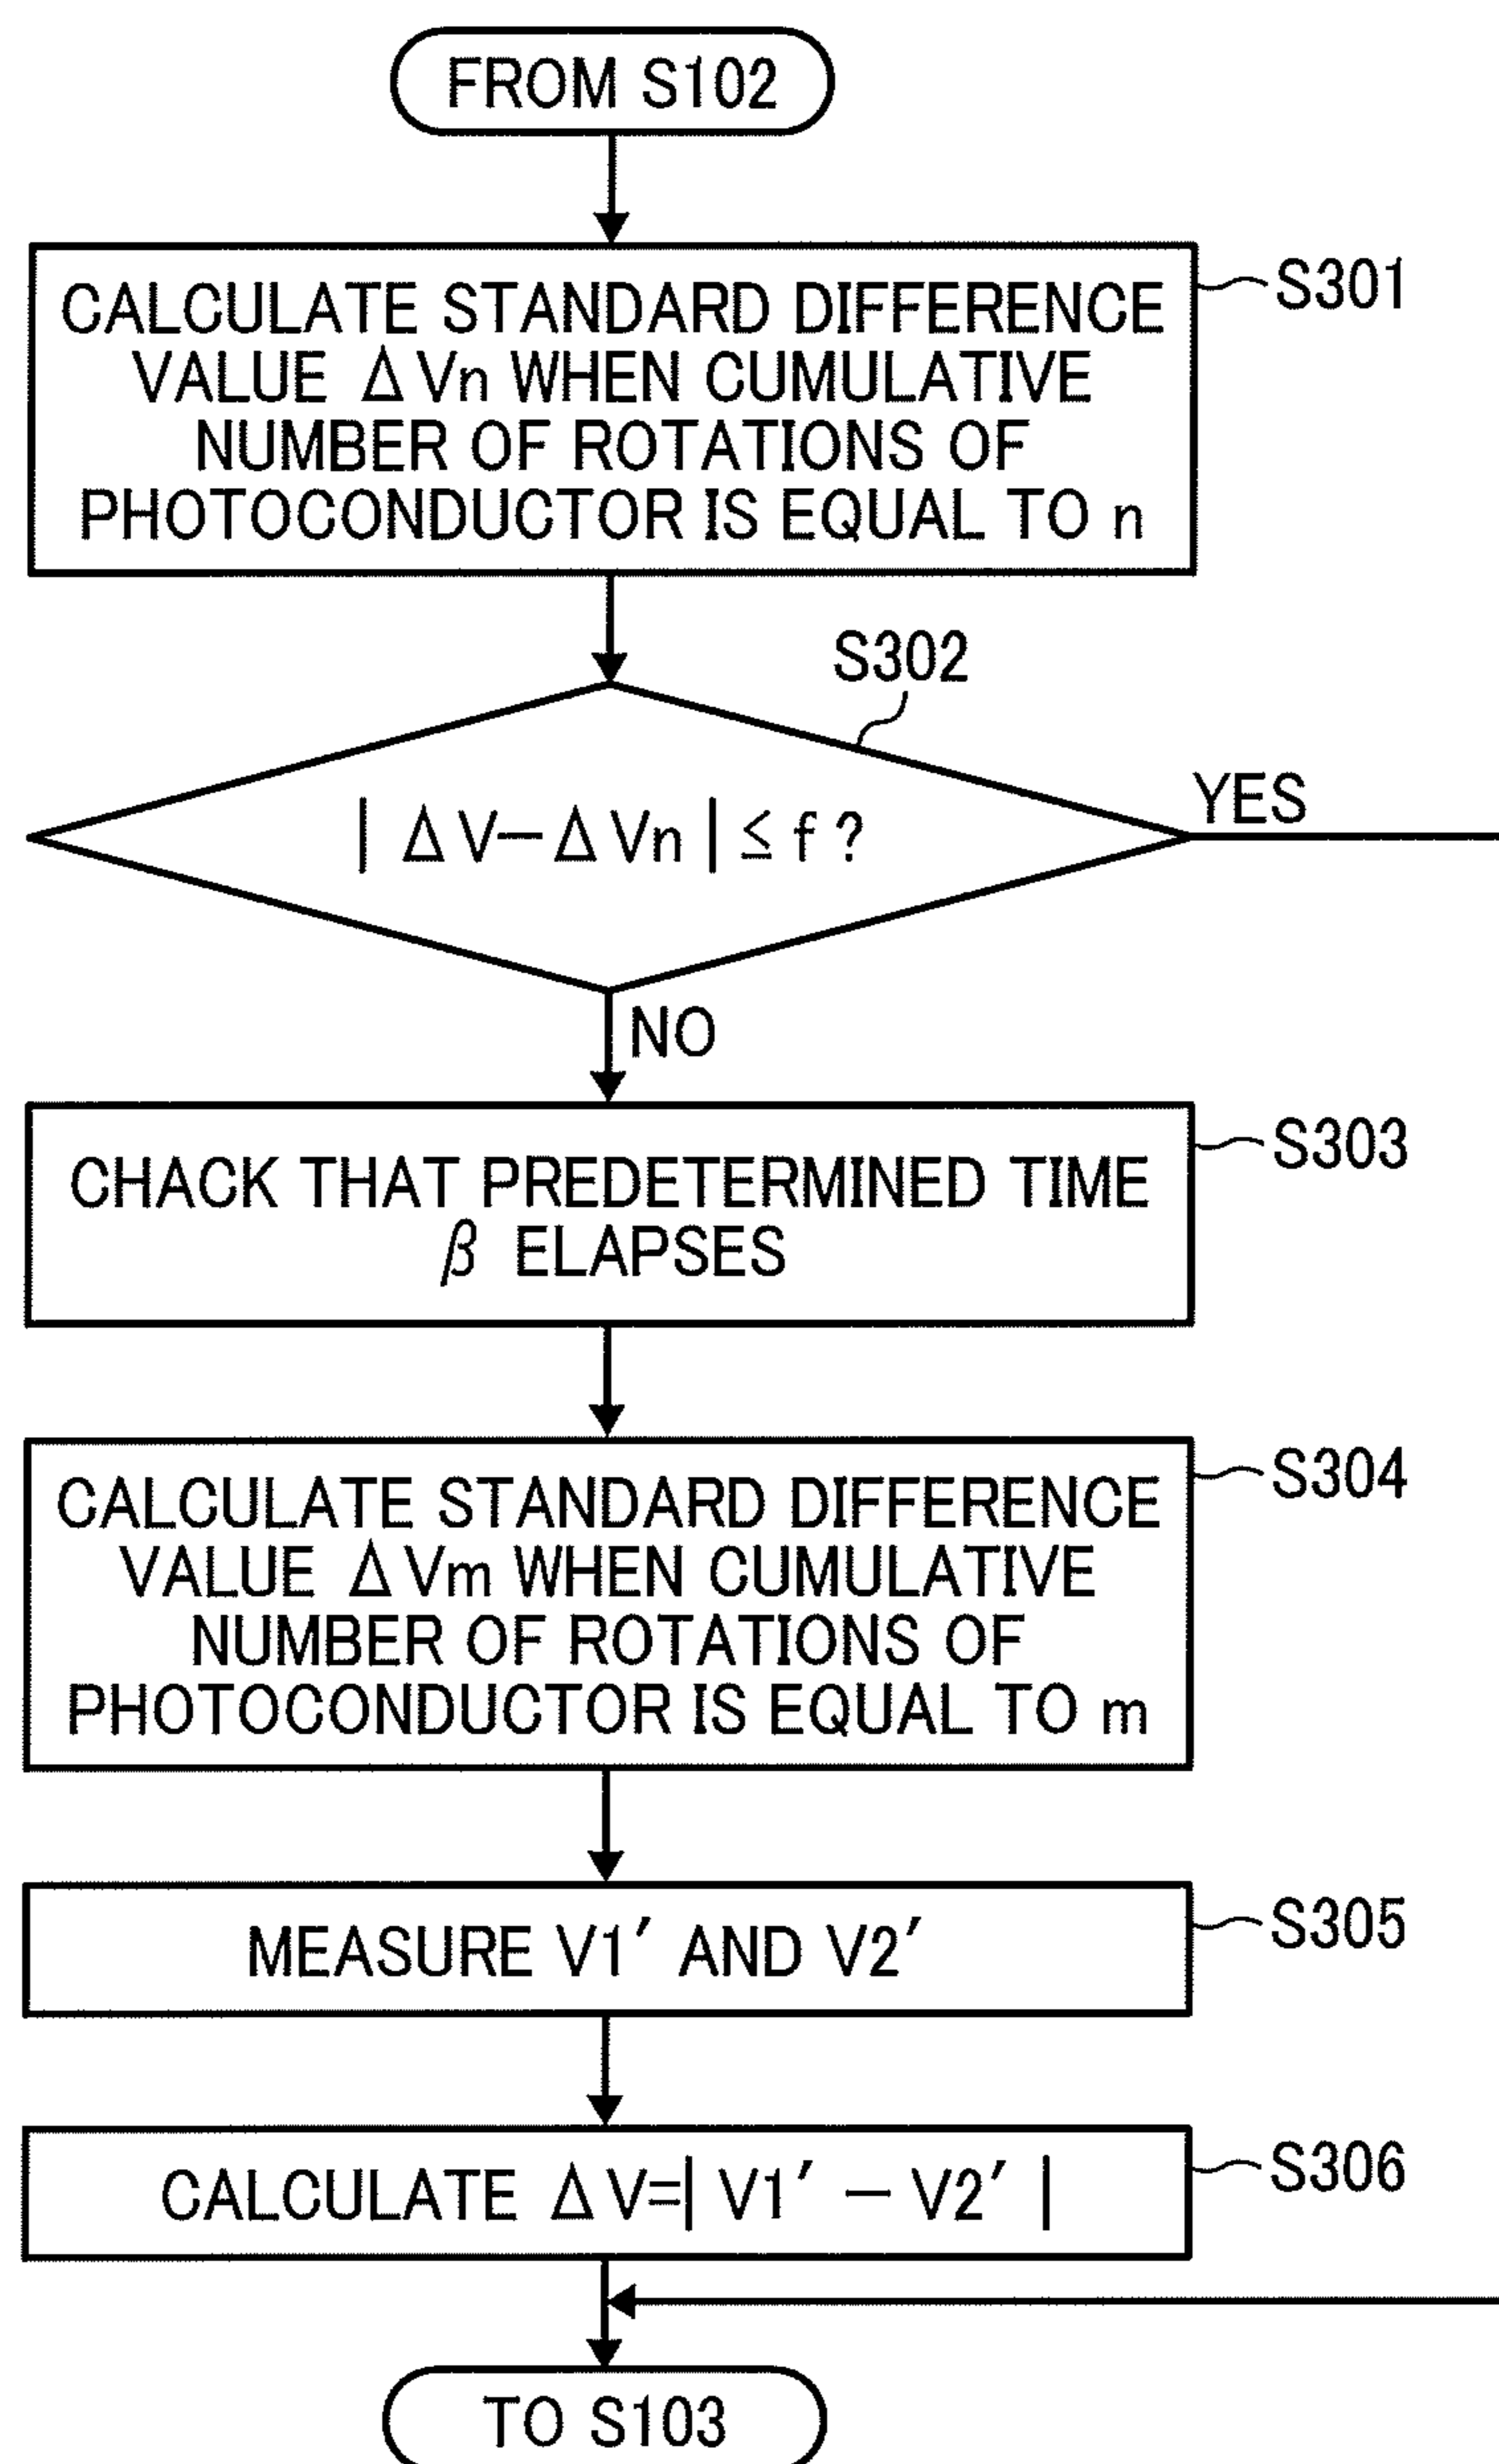 FROM S102
CALCULATE STANDARD DIFFERENCE
VALUE ΔVn WHEN CUMULATIVE
NUMBER OF ROTATIONS OF
PHOTOCONDUCTOR IS EQUAL TO n
S301
S302
| ΔV−ΔVn | ≤ f ?
YES
NO
CHACK THAT PREDETERMINED TIME
β ELAPSES
S303
CALCULATE STANDARD DIFFERENCE
VALUE ΔVm WHEN CUMULATIVE
NUMBER OF ROTATIONS OF
PHOTOCONDUCTOR IS EQUAL TO m
S304
MEASURE V1′ AND V2′
S305
CALCULATE ΔV=| V1′ − V2′ |
S306
TO S103